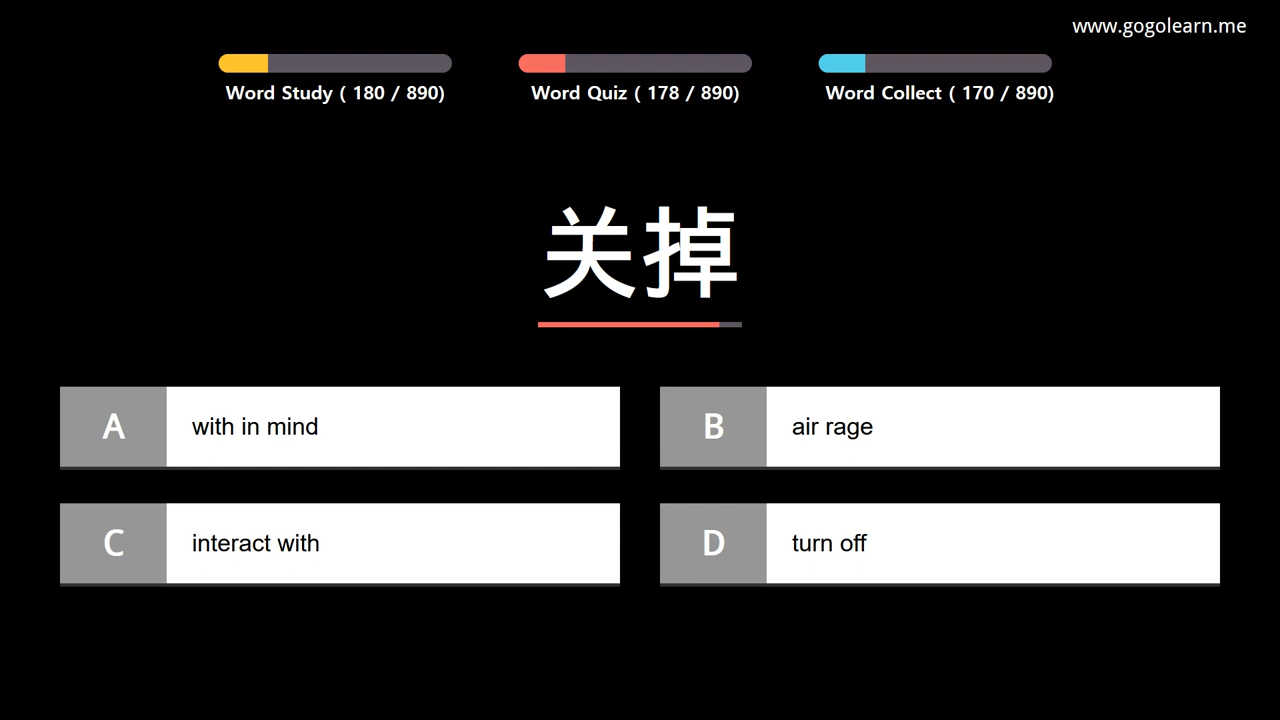 www.gogolearn.me
Word Study ( 180 / 890)
Word Quiz ( 178 / 890)
Word Collect ( 170 / 890)
关掉
A with in mind
B air rage
C interact with
D turn off